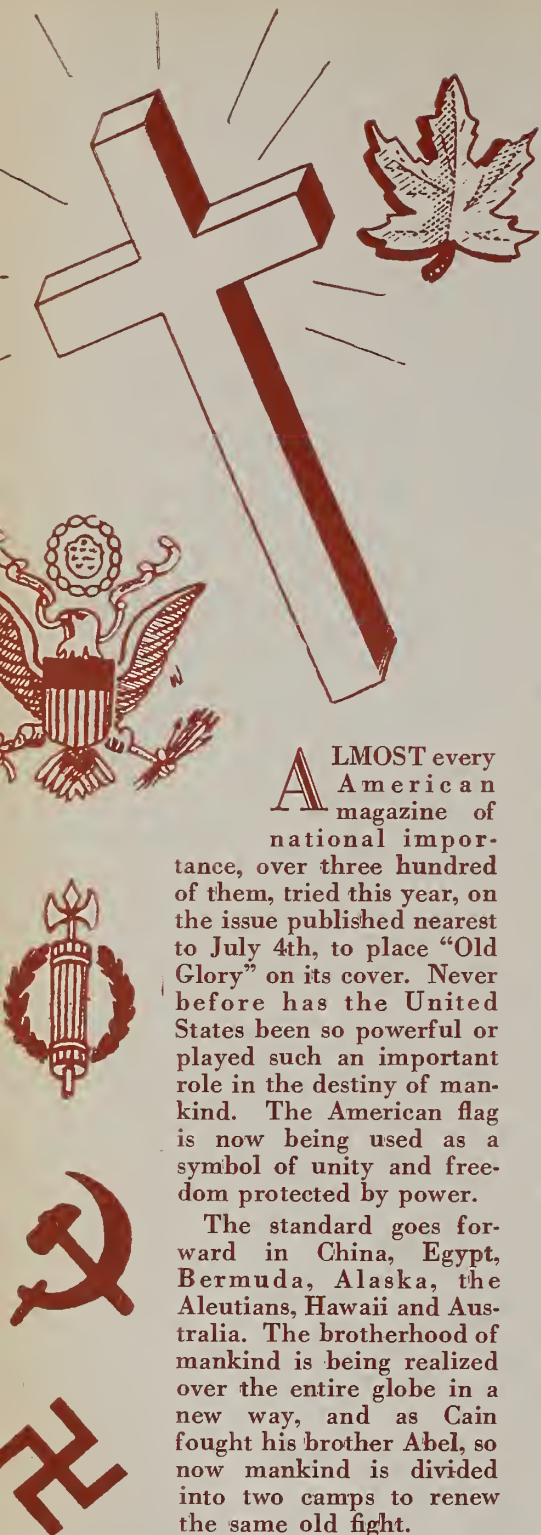 ALMOST every
American
magazine of
national impor-
tance, over three hundred
of them, tried this year, on
the issue published nearest
to July 4th, to place “Old
Glory” on its cover. Never
before has the United
States been so powerful or
played such an important
role in the destiny of man-
kind. The American flag
is now being used as a
symbol of unity and free-
dom protected by power.
The standard goes for-
ward in China, Egypt,
Bermuda, Alaska, the
Aleutians, Hawaii and Aus-
tralia. The brotherhood of
mankind is being realized
over the entire globe in a
new way, and as Cain
fought his brother Abel, so
now mankind is divided
into two camps to renew
the same old fight.